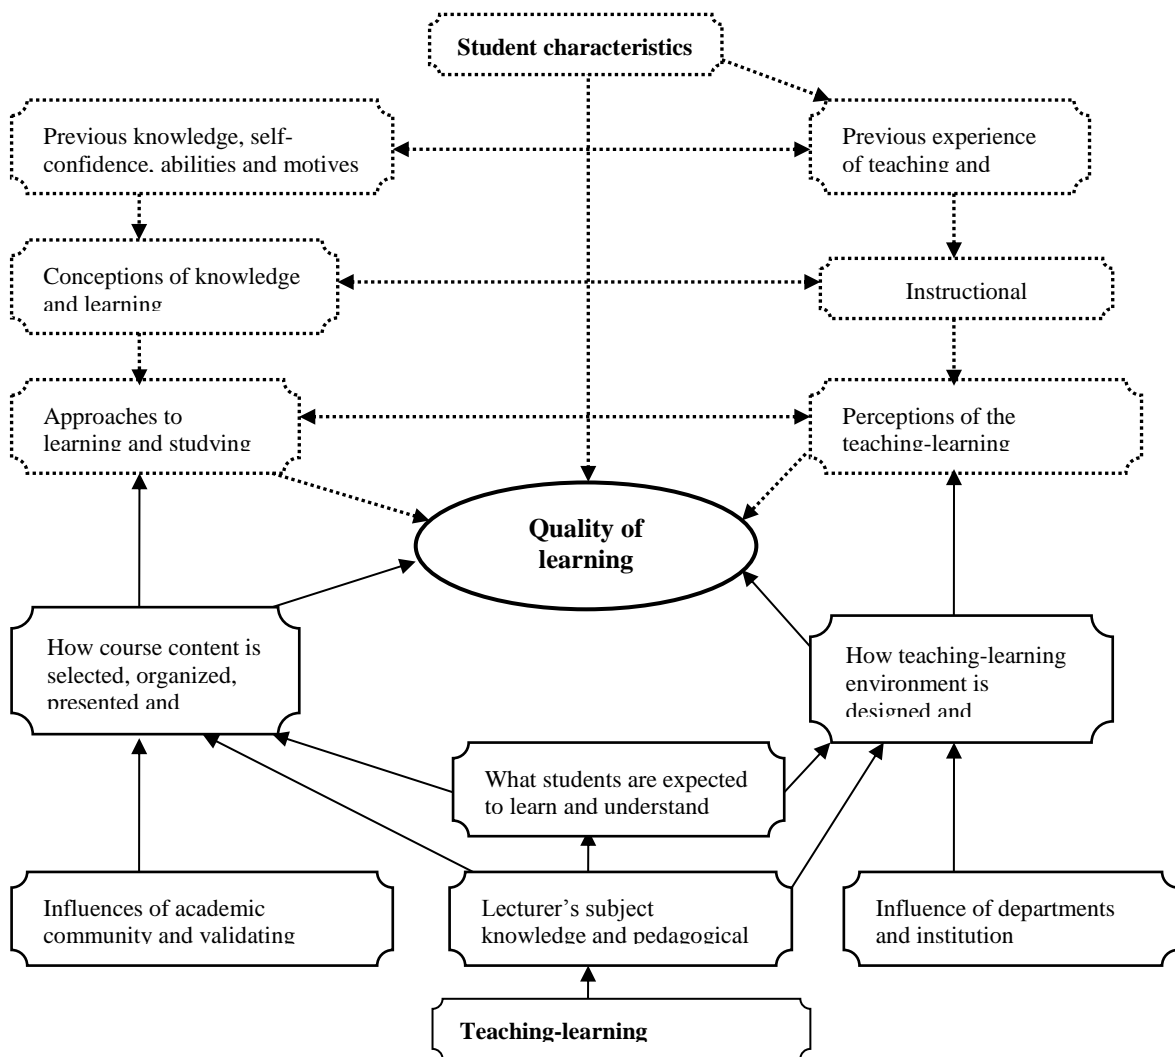 Student characteristics
Previous knowledge, self-
confidence, abilities and motives
Previous experience
of teaching and
Conceptions of knowledge
and learning
Instructional
Approaches to
learning and studying
Perceptions of the
teaching-learning
Quality of
learning
How course content is
selected, organized,
presented and
How teaching-learning
environment is
designed and
What students are expected
to learn and understand
Influences of academic
community and validating
Lecturer’s subject
knowledge and pedagogical
Influence of departments
and institution
Teaching-learning